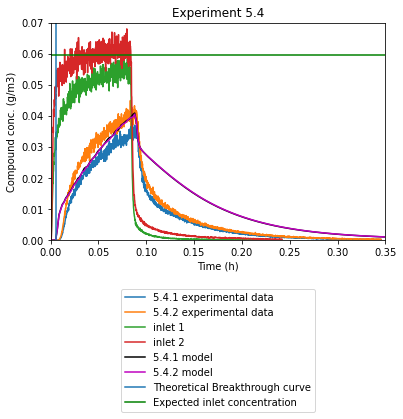 Experiment 5.4
Compound conc. (g/m3)
0.07
0.06
0.05
0.04
0.03
0.02
0.01
0.00
0.00 0.05 0.10 0.15 0.20 0.25 0.30 0.35
Time (h)
5.4.1 experimental data
5.4.2 experimental data
inlet 1
inlet 2
5.4.1 model
5.4.2 model
Theoretical Breakthrough curve
Expected inlet concentration